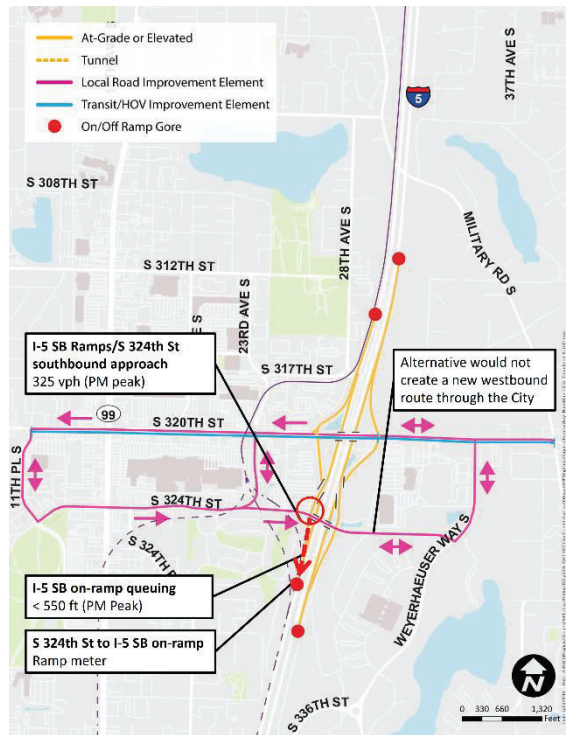 At-Grade or Elevated
Tunnel
Local Road Improvement Element
Transit/HOV Improvement Element
On/Off Ramp Gore
5
37TH AVE S
S 308TH ST
MILITARY RD S
28TH AVE S
S 312TH ST
23RD AVE S
E S
I-5 SB Ramps/S 324th St
southbound approach
325 vph (PM peak)
S 317TH ST
Alternative would not
create a new westbound
route through the City
99
S 320TH ST
11TH PL S
S 324TH ST
S 324TH P
WEYERHAEUSER WAY S
I-5 SB on-ramp queuing
< 550 ft (PM Peak)
S 324th St to I-5 SB on-ramp
Ramp meter
S 336TH ST
N
0 330 660 1,320
Feet